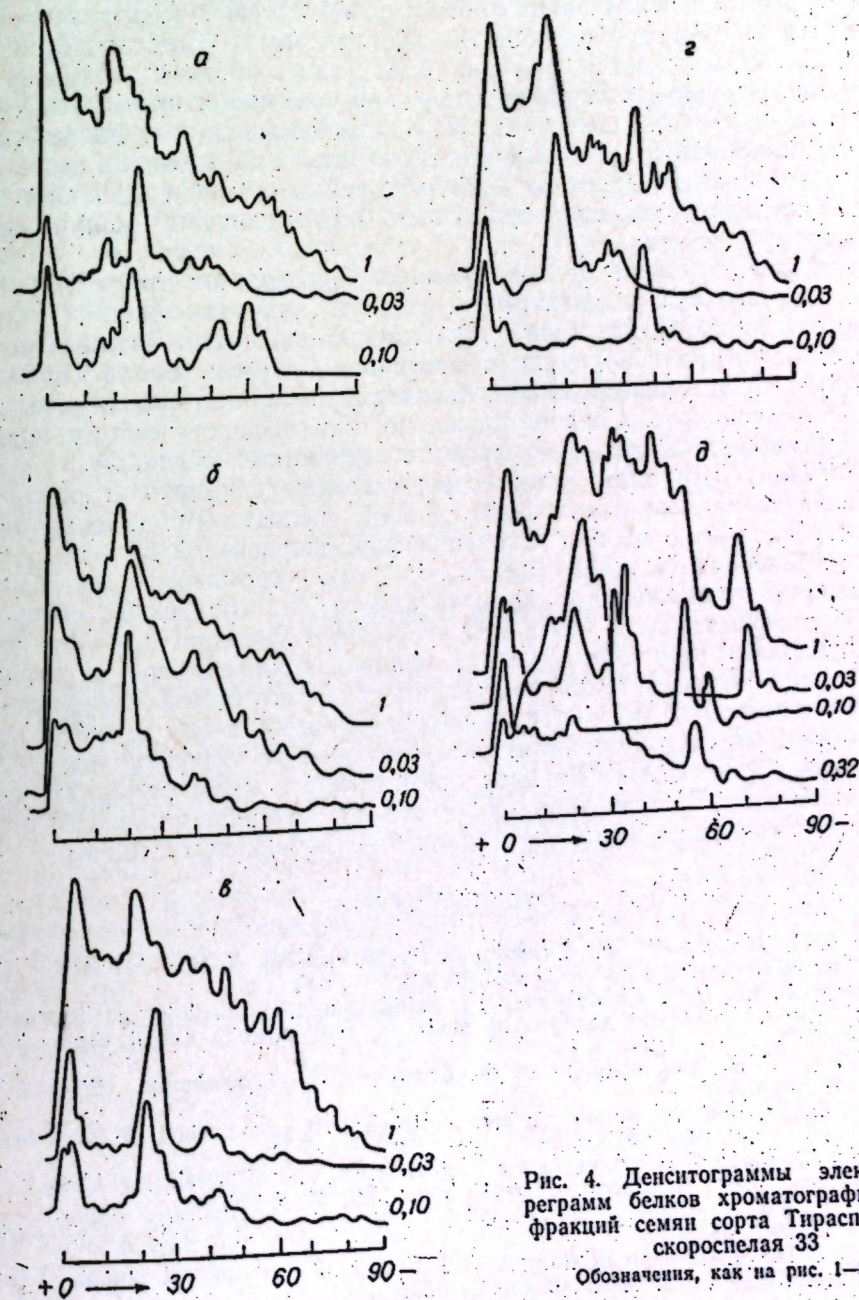 а
1
0,03
0,10
г
1
0,03
0,10
б
1
0,03
0,10
д
1
0,03
0,10
0,32
+ 0 → 30 60 90 –
в
1
0,03
0,10
+ 0 → 30 60 90 –
Рис. 4. Денситограммы элек
реграмм белков хроматографи
фракций семян сорта Тирасп
скороспелая 33
Обозначения, как на рис. 1—